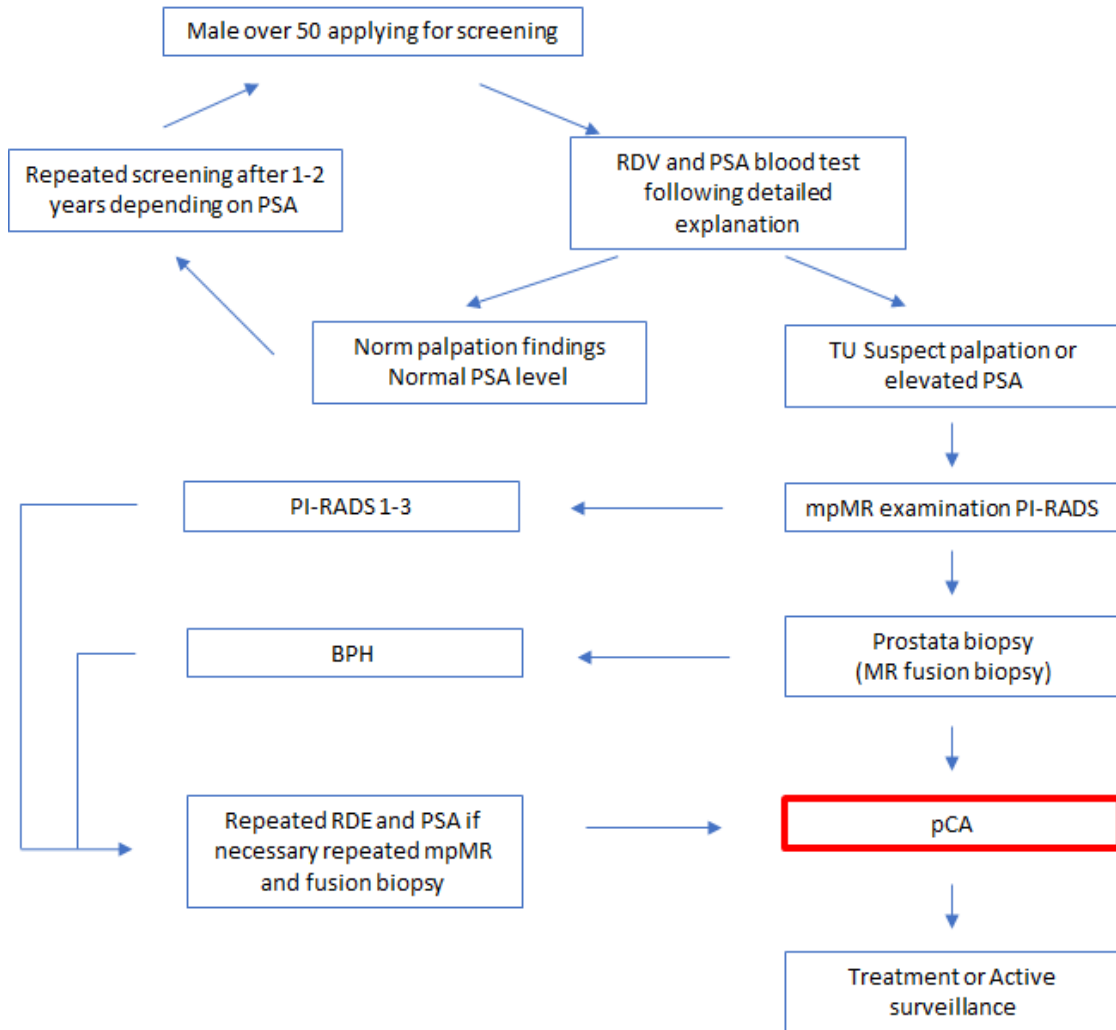 Male over 50 applying for screening
Repeated screening after 1-2
years depending on PSA
RDV and PSA blood test
following detailed
explanation
Norm palpation findings
Normal PSA level
TU Suspect palpation or
elevated PSA
PI-RADS 1-3
mpMR examination PI-RADS
BPH
Prostata biopsy
(MR fusion biopsy)
Repeated RDE and PSA if
necessary repeated mpMR
and fusion biopsy
pCA
Treatment or Active
surveillance